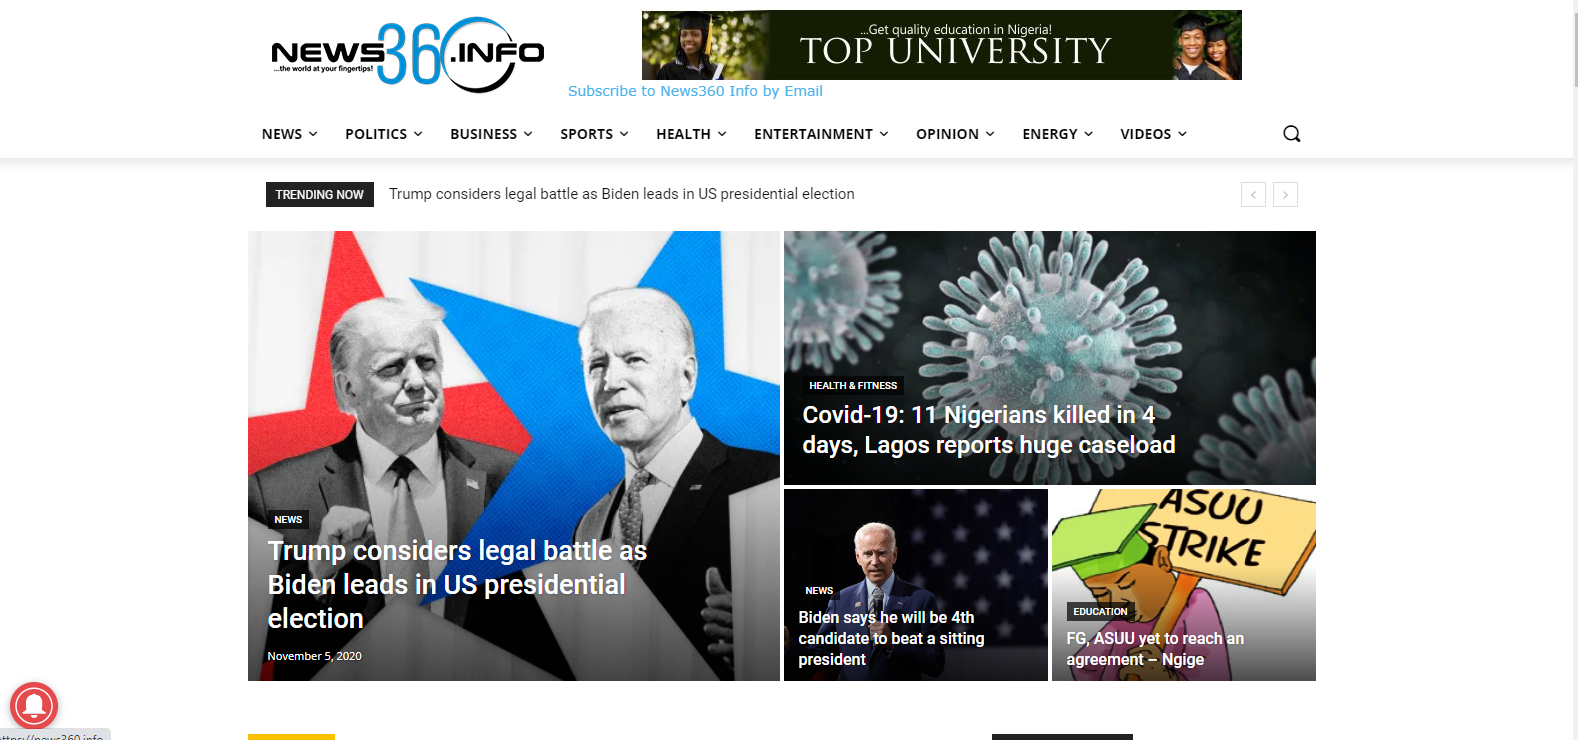 NEWS360.INFO
...the world at your fingertips!
...Get quality education in Nigeria!
TOP UNIVERSITY
Subscribe to News360 Info by Email
NEWS POLITICS BUSINESS SPORTS HEALTH ENTERTAINMENT OPINION ENERGY VIDEOS
TRENDING NOW Trump considers legal battle as Biden leads in US presidential election
NEWS
Trump considers legal battle as
Biden leads in US presidential
election
November 5, 2020
HEALTH & FITNESS
Covid-19: 11 Nigerians killed in 4
days, Lagos reports huge caseload
NEWS
Biden says he will be 4th
candidate to beat a sitting
president
ASUU
STRIKE
EDUCATION
FG, ASUU yet to reach an
agreement – Ngige
ttps://news360.info